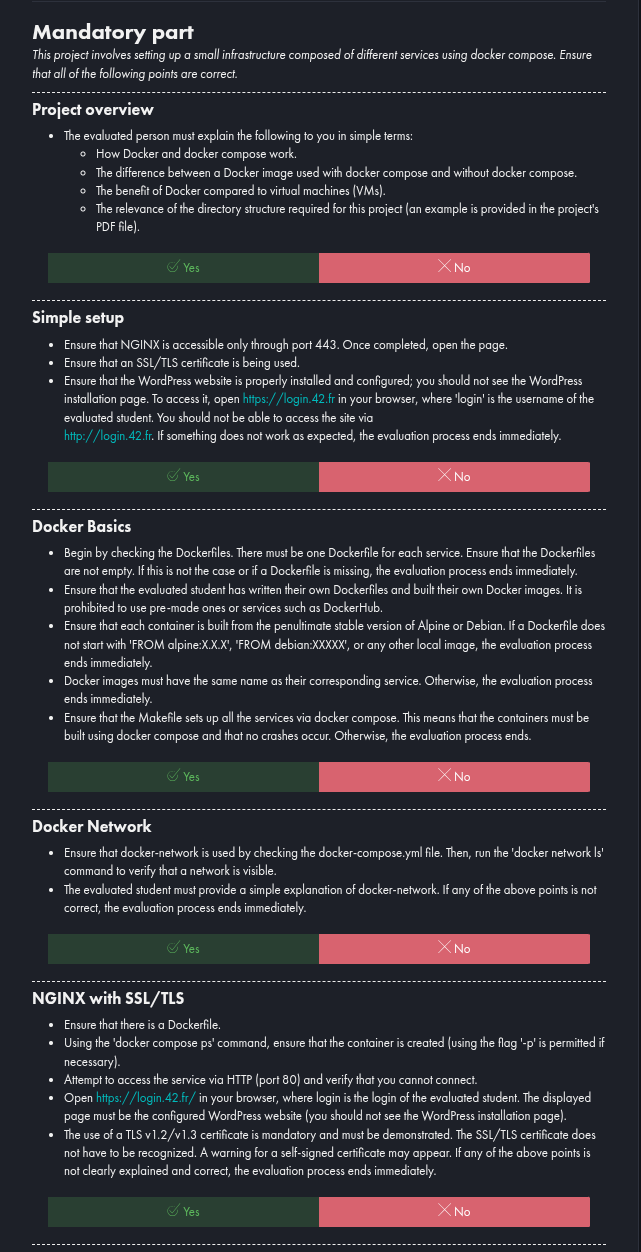 Mandatory part
This project involves setting up a small infrastructure composed of different services using docker compose. Ensure
that all of the following points are correct.
Project overview
• The evaluated person must explain the following to you in simple terms:
◦ How Docker and docker compose work.
◦ The difference between a Docker image used with docker compose and without docker compose.
◦ The benefit of Docker compared to virtual machines (VMs).
◦ The relevance of the directory structure required for this project (an example is provided in the project's
PDF file).
Yes No
Simple setup
• Ensure that NGINX is accessible only through port 443. Once completed, open the page.
• Ensure that an SSL/TLS certificate is being used.
• Ensure that the WordPress website is properly installed and configured; you should not see the WordPress
installation page. To access it, open https://login.42.fr in your browser, where 'login' is the username of the
evaluated student. You should not be able to access the site via
http://login.42.fr. If something does not work as expected, the evaluation process ends immediately.
Yes No
Docker Basics
• Begin by checking the Dockerfiles. There must be one Dockerfile for each service. Ensure that the Dockerfiles
are not empty. If this is not the case or if a Dockerfile is missing, the evaluation process ends immediately.
• Ensure that the evaluated student has written their own Dockerfiles and built their own Docker images. It is
prohibited to use pre-made ones or services such as DockerHub.
• Ensure that each container is built from the penultimate stable version of Alpine or Debian. If a Dockerfile does
not start with 'FROM alpine:X.X.X', 'FROM debian:XXXXX', or any other local image, the evaluation process
ends immediately.
• Docker images must have the same name as their corresponding service. Otherwise, the evaluation process
ends immediately.
• Ensure that the Makefile sets up all the services via docker compose. This means that the containers must be
built using docker compose and that no crashes occur. Otherwise, the evaluation process ends.
Yes No
Docker Network
• Ensure that docker-network is used by checking the docker-compose.yml file. Then, run the 'docker network ls'
command to verify that a network is visible.
• The evaluated student must provide a simple explanation of docker-network. If any of the above points is not
correct, the evaluation process ends immediately.
Yes No
NGINX with SSL/TLS
• Ensure that there is a Dockerfile.
• Using the 'docker compose ps' command, ensure that the container is created (using the flag '-p' is permitted if
necessary).
• Attempt to access the service via HTTP (port 80) and verify that you cannot connect.
• Open https://login.42.fr/ in your browser, where login is the login of the evaluated student. The displayed
page must be the configured WordPress website (you should not see the WordPress installation page).
• The use of a TLS v1.2/v1.3 certificate is mandatory and must be demonstrated. The SSL/TLS certificate does
not have to be recognized. A warning for a self-signed certificate may appear. If any of the above points is
not clearly explained and correct, the evaluation process ends immediately.
Yes No